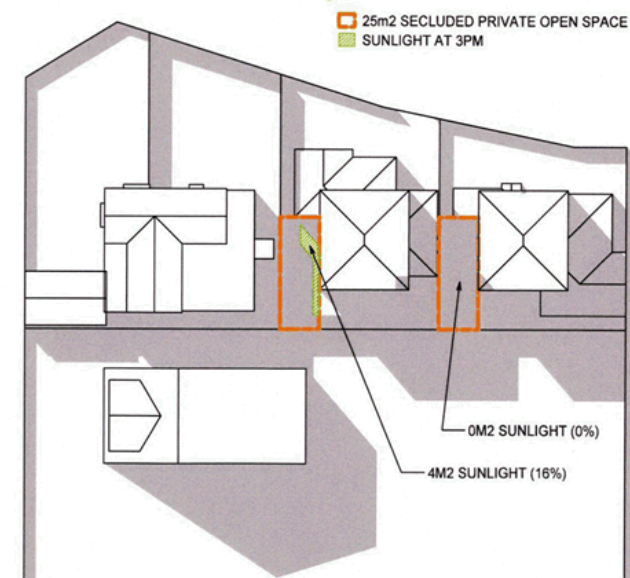 25m2 SECLUDED PRIVATE OPEN SPACE
SUNLIGHT AT 3PM
0M2 SUNLIGHT (0%)
4M2 SUNLIGHT (16%)